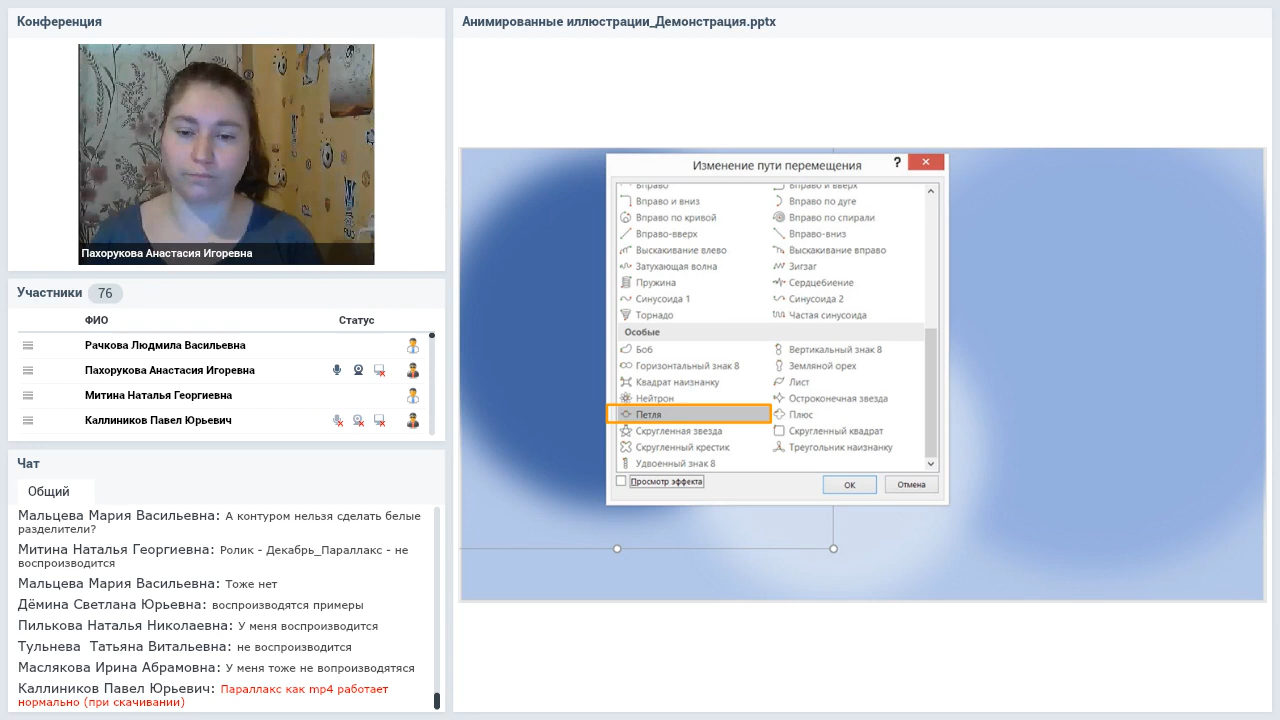 Конференция
Пахорукова Анастасия Игоревна
Участники 76
ФИО Статус
Рачкова Людмила Васильевна
Пахорукова Анастасия Игоревна
Митина Наталья Георгиевна
Каллиников Павел Юрьевич
Чат
Общий
Мальцева Мария Васильевна: А контуром нельзя сделать белые
разделители?
Митина Наталья Георгиевна: Ролик - Декабрь_Параллакс - не
воспроизводится
Мальцева Мария Васильевна: Тоже нет
Дёмина Светлана Юрьевна: воспроизводятся примеры
Пилькова Наталья Николаевна: У меня воспроизводится
Тульнева Татьяна Витальевна: не воспроизводится
Маслякова Ирина Абрамовна: У меня тоже не вопроизводятяся
Каллиников Павел Юрьевич: Параллакс как mp4 работает
нормально (при скачивании)
Анимированные иллюстрации_Демонстрация.pptx
Изменение пути перемещения ?
Вправо Вправо и вверх
Вправо и вниз Вправо по дуге
Вправо по кривой Вправо по спирали
Вправо-вверх Вправо-вниз
Выскакивание влево Выскакивание вправо
Затухающая волна Зигзаг
Пружина Сердцебиение
Синусоида 1 Синусоида 2
Торнадо Частая синусоида
Особые
Боб Вертикальный знак 8
Горизонтальный знак 8 Земляной орех
Квадрат наизнанку Лист
Нейтрон Остроконечная звезда
Петля Плюс
Скругленная звезда Скругленный квадрат
Скругленный крестик Треугольник наизнанку
Удвоенный знак 8
Просмотр эффекта ОК Отмена